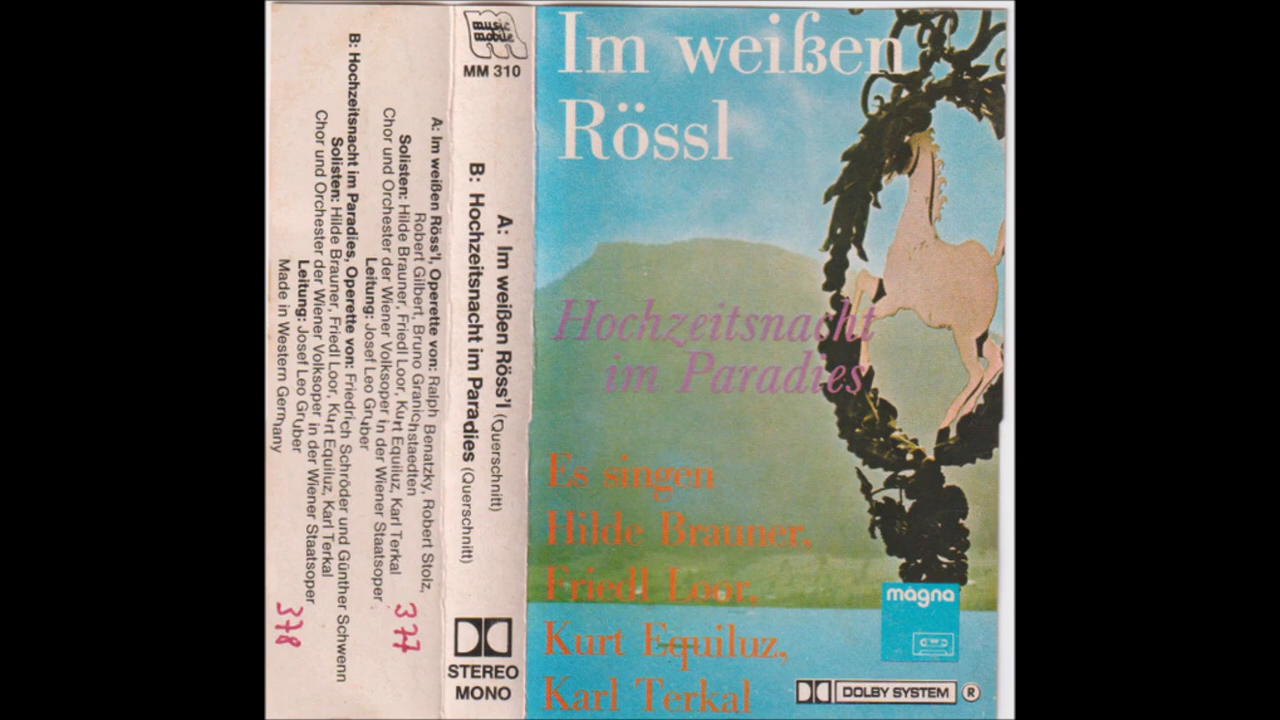 B: Hochzeitsnacht im Paradies, Operette von: Friedrich Schröder und Günther Schwenn
Solisten: Hilde Brauner, Friedl Loor, Kurt Equiluz, Karl Terkal
Chor und Orchester der Wiener Volksoper in der Wiener Staatsoper
Leitung: Josef Leo Gruber
Made in Western Germany
378
A: Im weißen Röss'l, Operette von: Ralph Benatzky, Robert Stolz,
Robert Gilbert, Bruno Granichstaedten
Solisten: Hilde Brauner, Friedl Loor, Kurt Equiluz, Karl Terkal
Chor und Orchester der Wiener Volksoper in der Wiener Staatsoper
Leitung: Josef Leo Gruber
377
music
mobile
MM 310
A: Im weißen Röss'l (Querschnitt)
B: Hochzeitsnacht im Paradies (Querschnitt)
STEREO
MONO
Im weißen
Rössl
Hochzeitsnacht
im Paradies
Es singen
Hilde Brauner,
Friedl Loor,
Kurt Equiluz,
Karl Terkal
magna
DOLBY SYSTEM ®